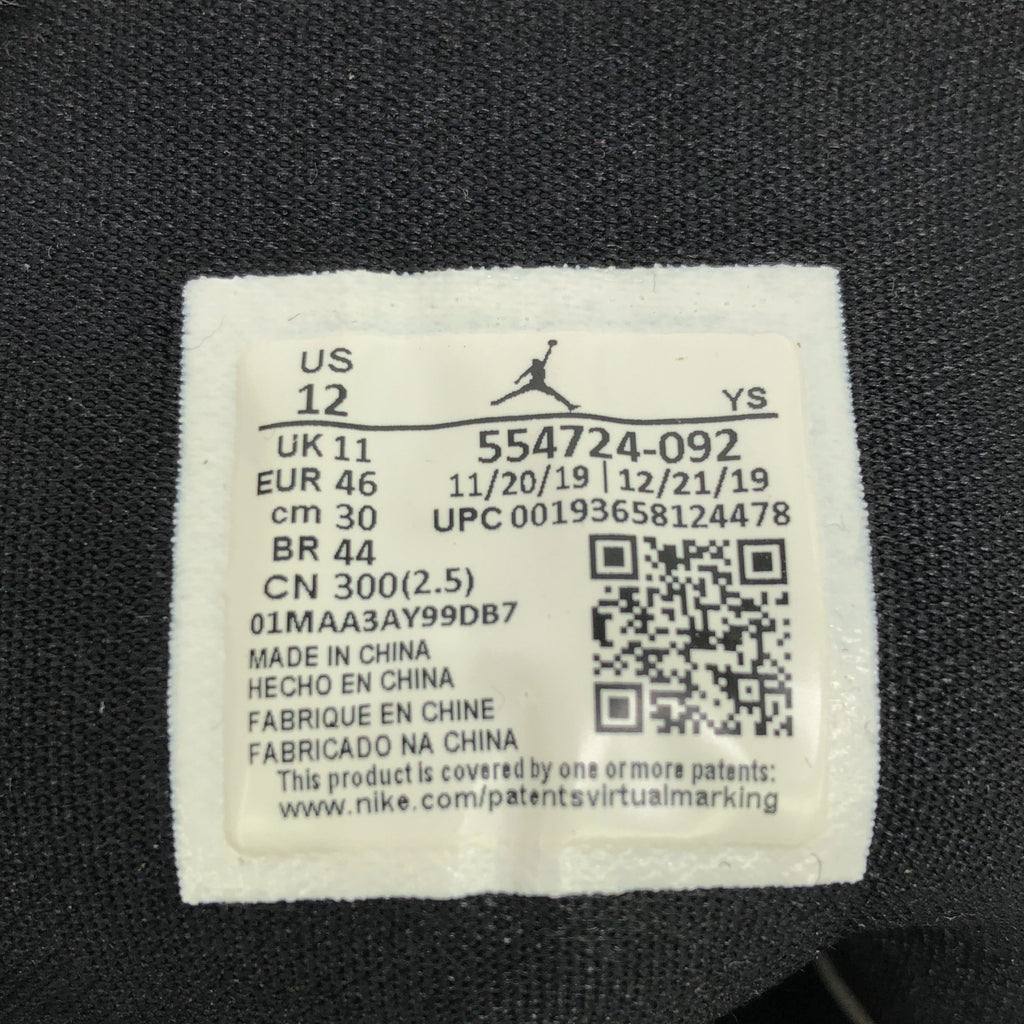 US
12
YS
UK 11
554724-092
EUR 46
11/20/19 | 12/21/19
cm 30
UPC 00193658124478
BR 44
CN 300(2.5)
01MAA3AY99DB7
MADE IN CHINA
HECHO EN CHINA
FABRIQUE EN CHINE
FABRICADO NA CHINA
This product is covered by one or more patents:
www.nike.com/patentsvirtualmarking